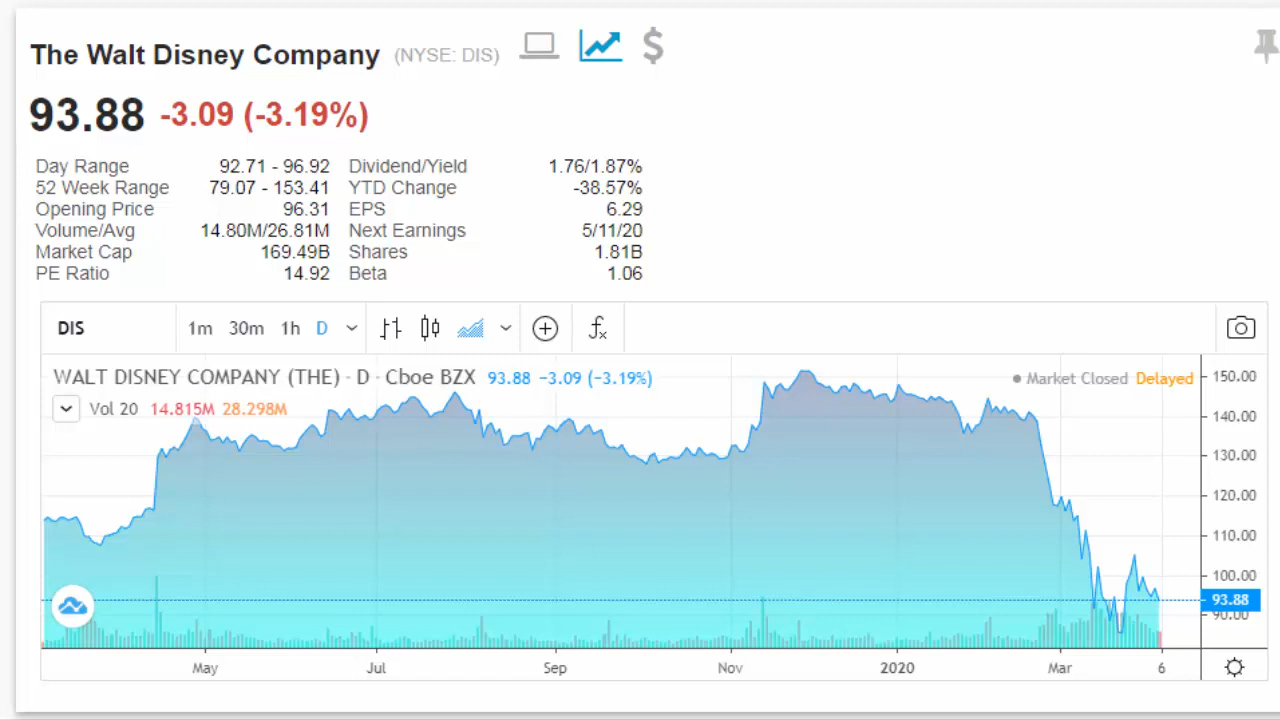 The Walt Disney Company (NYSE: DIS)
93.88 -3.09 (-3.19%)
Day Range 92.71 - 96.92 Dividend/Yield 1.76/1.87%
52 Week Range 79.07 - 153.41 YTD Change -38.57%
Opening Price 96.31 EPS 6.29
Volume/Avg 14.80M/26.81M Next Earnings 5/11/20
Market Cap 169.49B Shares 1.81B
PE Ratio 14.92 Beta 1.06
DIS 1m 30m 1h D
WALT DISNEY COMPANY (THE) · D · Cboe BZX 93.88 −3.09 (−3.19%) Market Closed Delayed
Vol 20 14.815M 28.298M
150.00
140.00
130.00
120.00
110.00
100.00
93.88
90.00
May Jul Sep Nov 2020 Mar 6